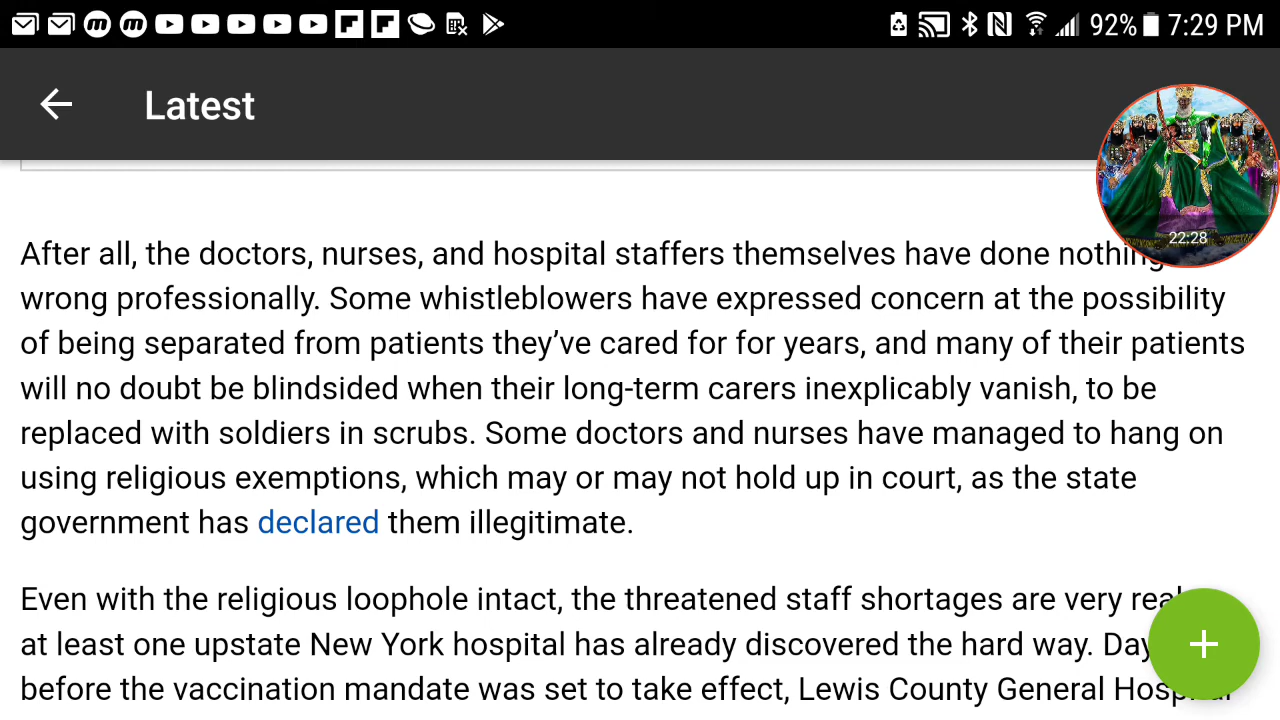 92% 7:29 PM
Latest
22:28
After all, the doctors, nurses, and hospital staffers themselves have done nothing
wrong professionally. Some whistleblowers have expressed concern at the possibility
of being separated from patients they’ve cared for for years, and many of their patients
will no doubt be blindsided when their long-term carers inexplicably vanish, to be
replaced with soldiers in scrubs. Some doctors and nurses have managed to hang on
using religious exemptions, which may or may not hold up in court, as the state
government has declared them illegitimate.
Even with the religious loophole intact, the threatened staff shortages are very real
at least one upstate New York hospital has already discovered the hard way.
before the vaccination mandate was set to take effect, Lewis County General Hospital